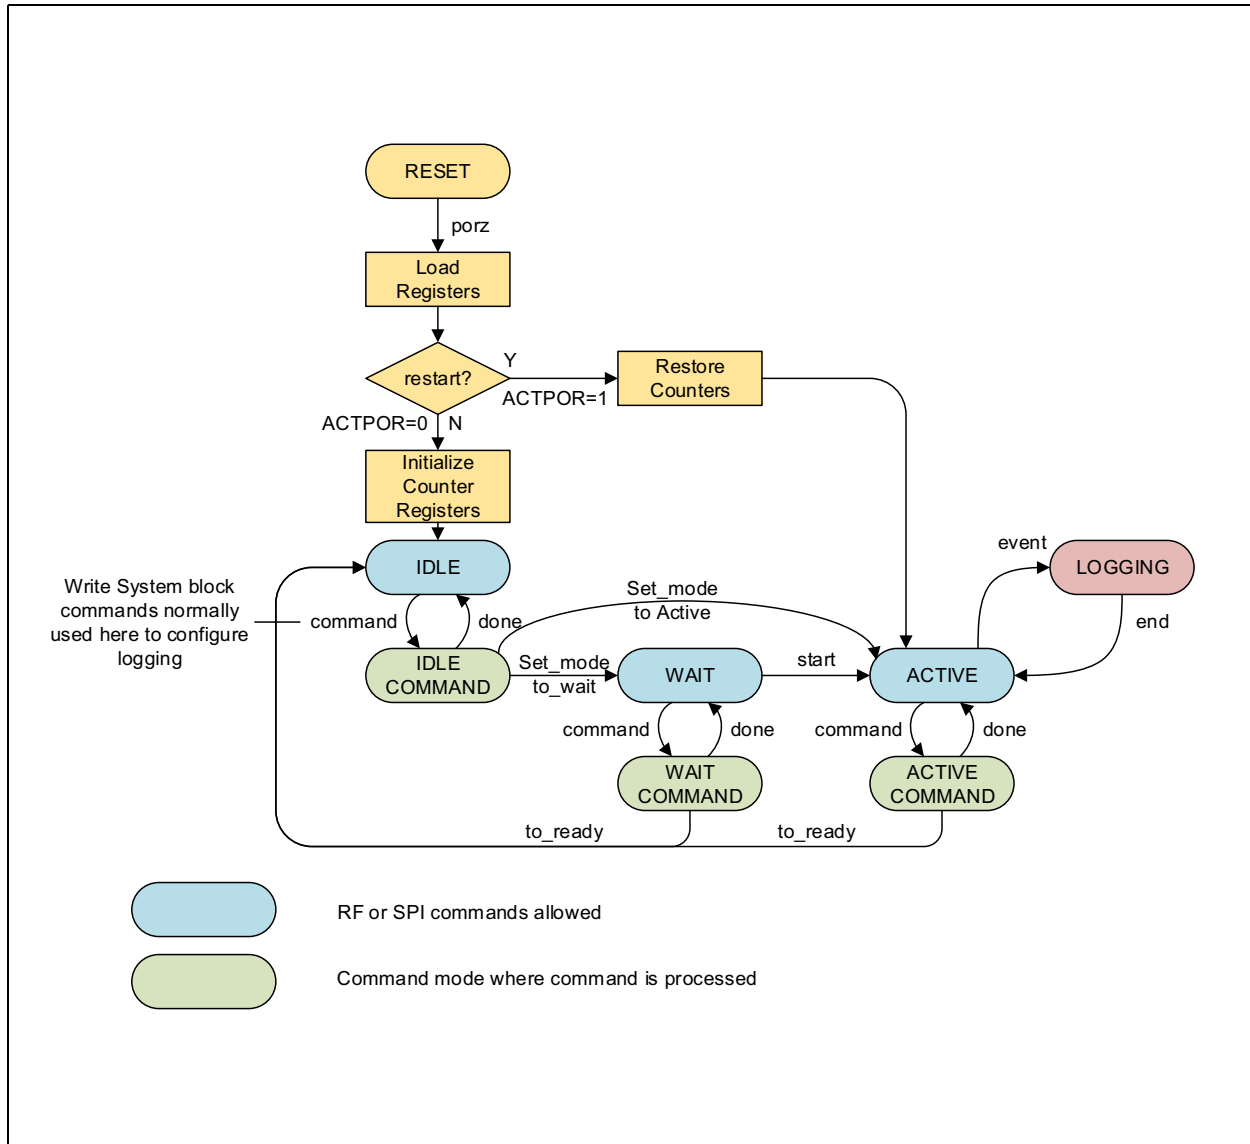 RESET
porz
Load
Registers
restart?
Y
ACTPOR=1
Restore
Counters
ACTPOR=0
N
Initialize
Counter
Registers
IDLE
Write System block
commands normally
used here to configure
logging
command
done
IDLE
COMMAND
Set_mode
to Active
Set_mode
to_wait
WAIT
start
ACTIVE
event
LOGGING
end
command
done
WAIT
COMMAND
command
done
ACTIVE
COMMAND
to_ready
to_ready
RF or SPI commands allowed
Command mode where command is processed